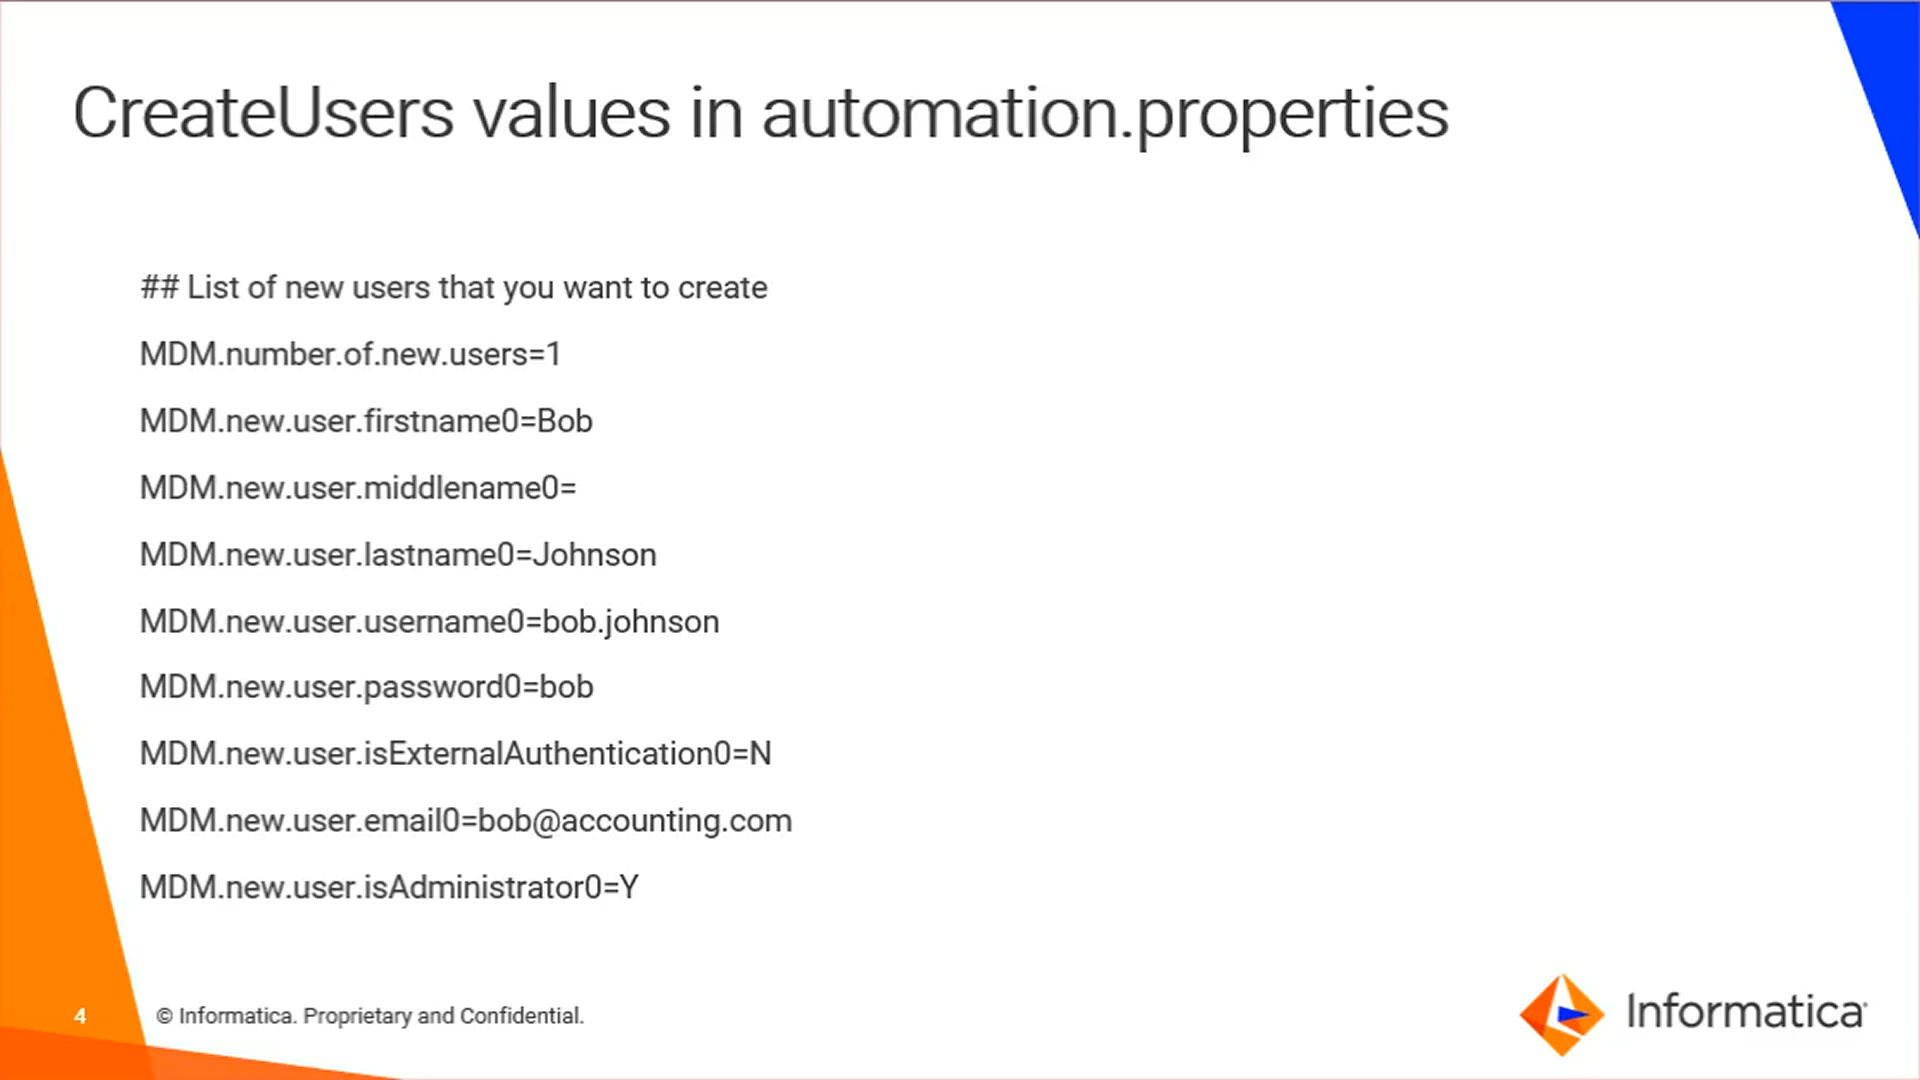 CreateUsers values in automation.properties
## List of new users that you want to create
MDM.number.of.new.users=1
MDM.new.user.firstname0=Bob
MDM.new.user.middlename0=
MDM.new.user.lastname0=Johnson
MDM.new.user.username0=bob.johnson
MDM.new.user.password0=bob
MDM.new.user.isExternalAuthentication0=N
MDM.new.user.email0=bob@accounting.com
MDM.new.user.isAdministrator0=Y
4 © Informatica. Proprietary and Confidential.
Informatica